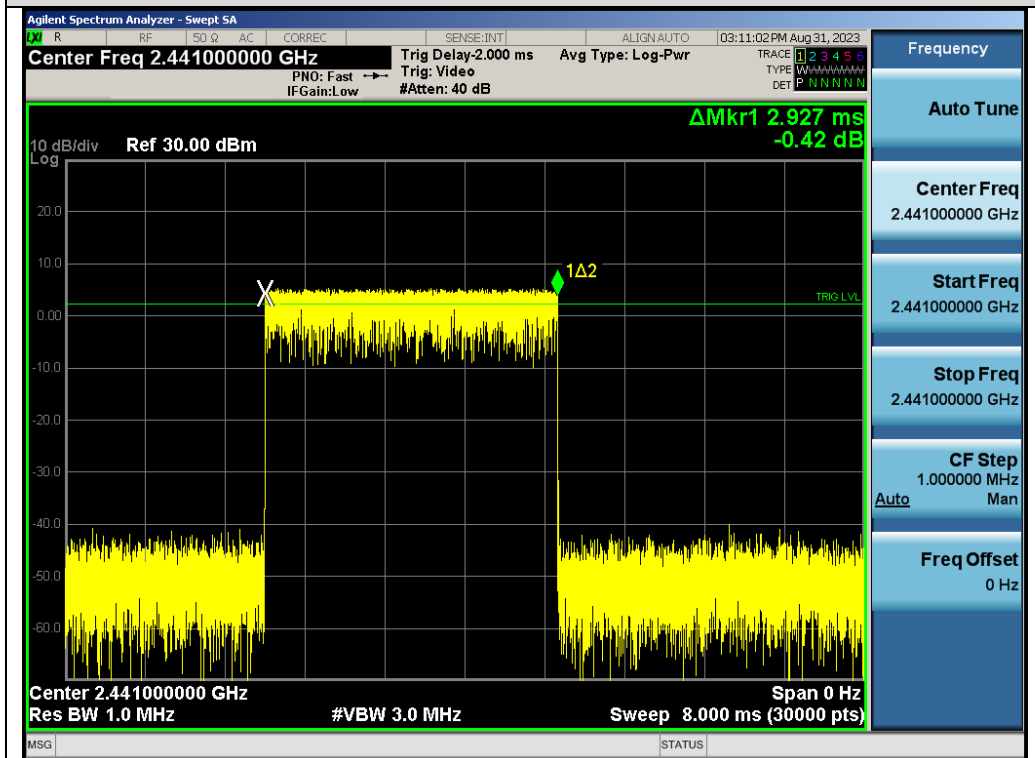 Agilent Spectrum Analyzer - Swept SA
LXI R RF 50 Ω AC CORREC SENSE:INT ALIGN AUTO 03:11:02 PM Aug 31, 2023
Center Freq 2.441000000 GHz
PNO: Fast
IFGain:Low
Trig Delay-2.000 ms
Trig: Video
#Atten: 40 dB
Avg Type: Log-Pwr
TRACE 1 2 3 4 5 6
TYPE W
DET P N N N N N
ΔMkr1 2.927 ms
-0.42 dB
10 dB/div Ref 30.00 dBm
Log
20.0
10.0
1Δ2
TRIG LVL
0.00
-10.0
-20.0
-30.0
-40.0
-50.0
-60.0
Center 2.441000000 GHz Span 0 Hz
Res BW 1.0 MHz #VBW 3.0 MHz Sweep 8.000 ms (30000 pts)
MSG STATUS
Frequency
Auto Tune
Center Freq
2.441000000 GHz
Start Freq
2.441000000 GHz
Stop Freq
2.441000000 GHz
CF Step
1.000000 MHz
Auto Man
Freq Offset
0 Hz